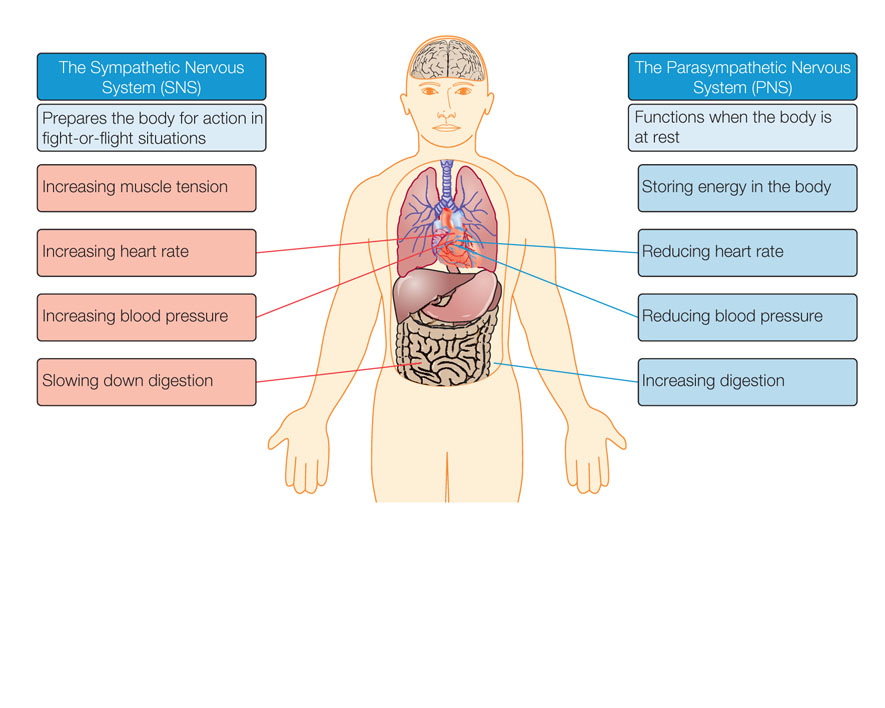 The Sympathetic Nervous
System (SNS)
Prepares the body for action in
fight-or-flight situations
Increasing muscle tension
Increasing heart rate
Increasing blood pressure
Slowing down digestion
The Parasympathetic Nervous
System (PNS)
Functions when the body is
at rest
Storing energy in the body
Reducing heart rate
Reducing blood pressure
Increasing digestion